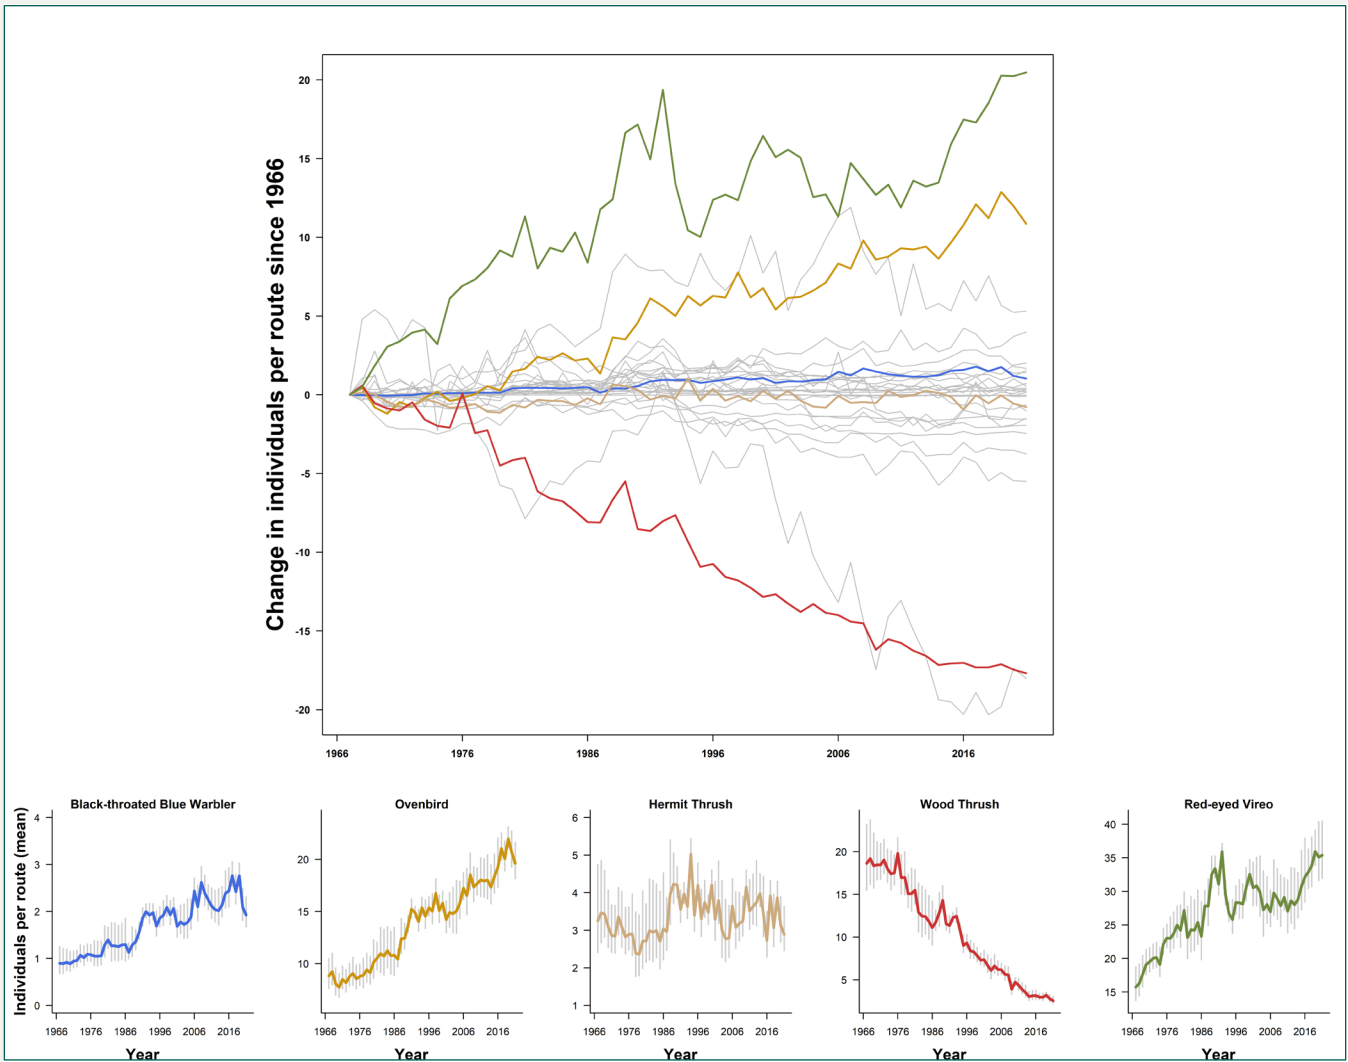 Change in individuals per route since 1966
20
15
10
5
0
-5
-10
-15
-20
1966 1976 1986 1996 2006 2016
Black-throated Blue Warbler
Individuals per route (mean)
4
3
2
1
0
1966 1976 1986 1996 2006 2016
Year
Ovenbird
20
15
10
1966 1976 1986 1996 2006 2016
Year
Hermit Thrush
6
5
4
3
2
1
1966 1976 1986 1996 2006 2016
Year
Wood Thrush
20
15
10
5
1966 1976 1986 1996 2006 2016
Year
Red-eyed Vireo
40
35
30
25
20
15
1966 1976 1986 1996 2006 2016
Year